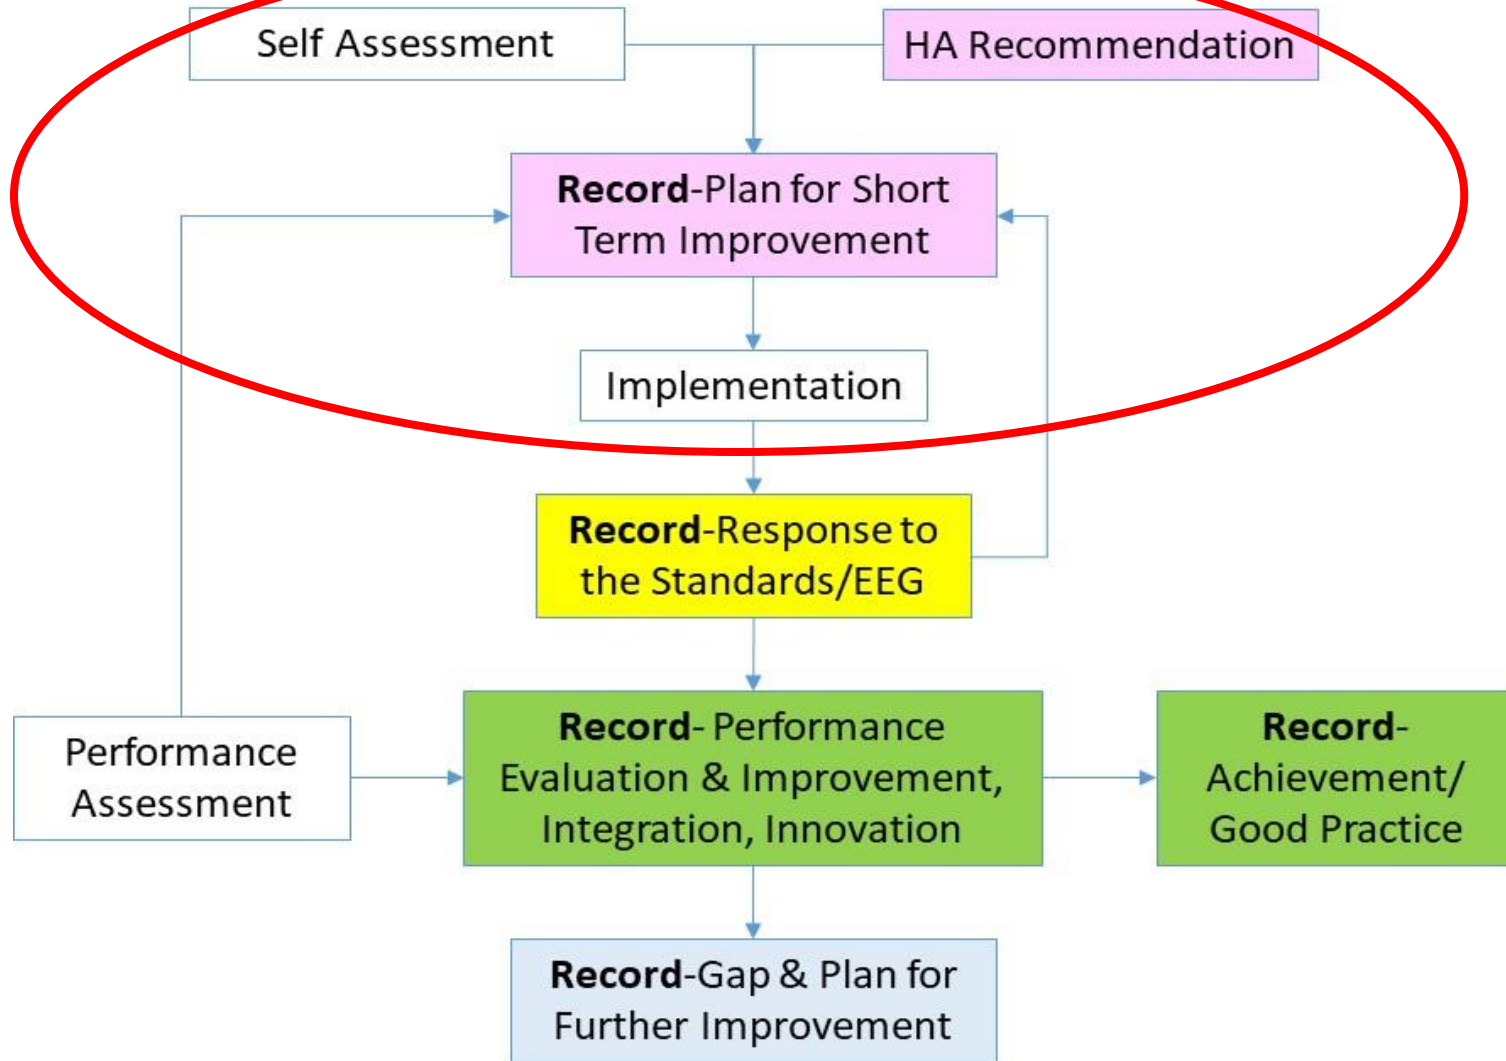 Self Assessment
HA Recommendation
Record-Plan for Short
Term Improvement
Implementation
Record-Response to
the Standards/EEG
Performance
Assessment
Record- Performance
Evaluation & Improvement,
Integration, Innovation
Record-
Achievement/
Good Practice
Record-Gap & Plan for
Further Improvement